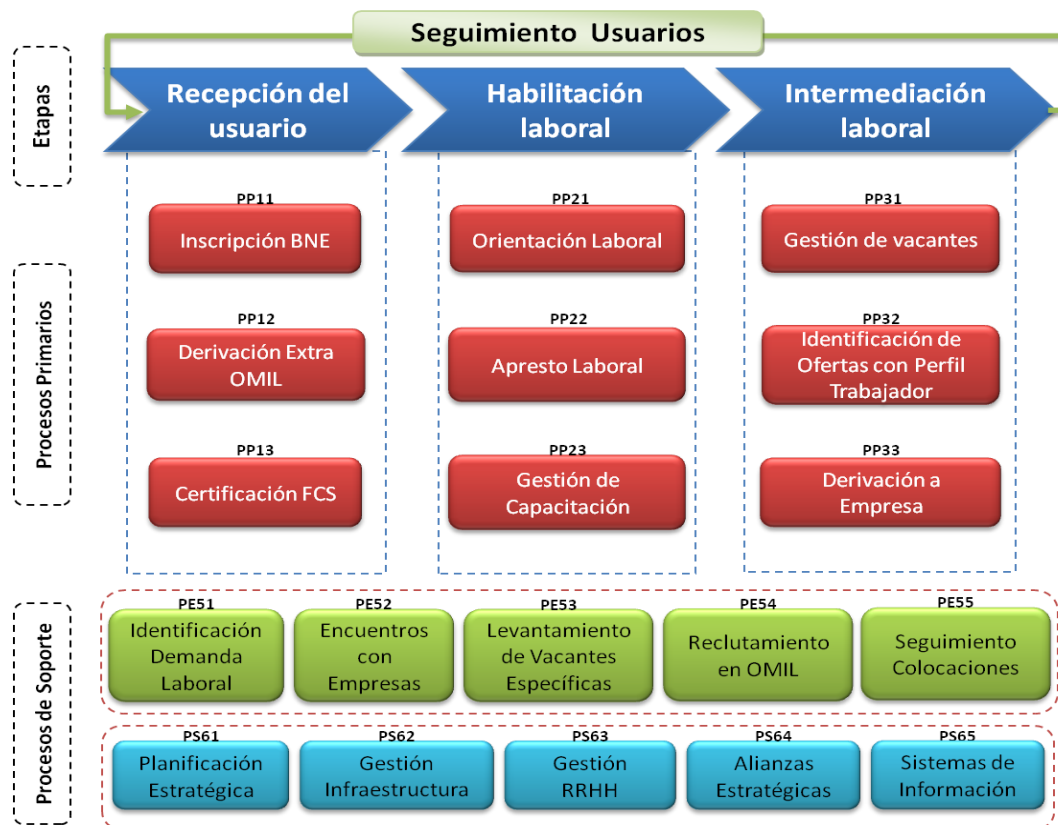 Seguimiento Usuarios
Etapas
Recepción del
usuario
Habilitación
laboral
Intermediación
laboral
Procesos Primarios
PP11
Inscripción BNE
PP12
Derivación Extra
OMIL
PP13
Certificación FCS
PP21
Orientación Laboral
PP22
Apresto Laboral
PP23
Gestión de
Capacitación
PP31
Gestión de vacantes
PP32
Identificación de
Ofertas con Perfil
Trabajador
PP33
Derivación a
Empresa
Procesos de Soporte
PE51
Identificación
Demanda
Laboral
PE52
Encuentros
con
Empresas
PE53
Levantamiento
de Vacantes
Específicas
PE54
Reclutamiento
en OMIL
PE55
Seguimiento
Colocaciones
PS61
Planificación
Estratégica
PS62
Gestión
Infraestructura
PS63
Gestión
RRHH
PS64
Alianzas
Estratégicas
PS65
Sistemas de
Información